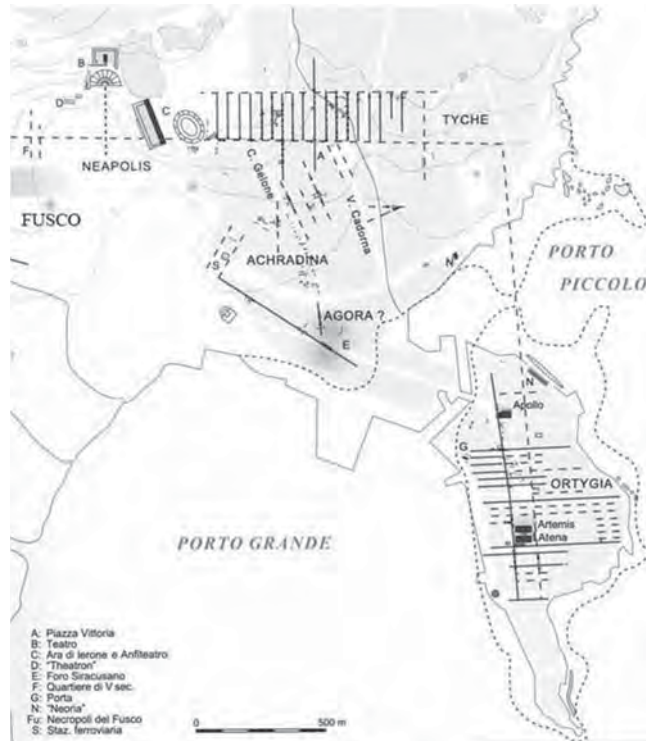 B
D
C
F
NEAPOLIS
TYCHE
A
C. Gelone
V. Cadorna
FUSCO
S
ACHRADINA
N
PORTO
PICCOLO
AGORA ?
E
N
Apollo
G
ORTYGIA
Artemis
Atena
PORTO GRANDE
A: Piazza Vittoria
B: Teatro
C: Ara di Ierone e Anfiteatro
D: "Theatron"
E: Foro Siracusano
F: Quartiere di V sec.
G: Porta
N: "Neoria"
Fu: Necropoli del Fusco
S: Staz. ferroviaria
0 500 m